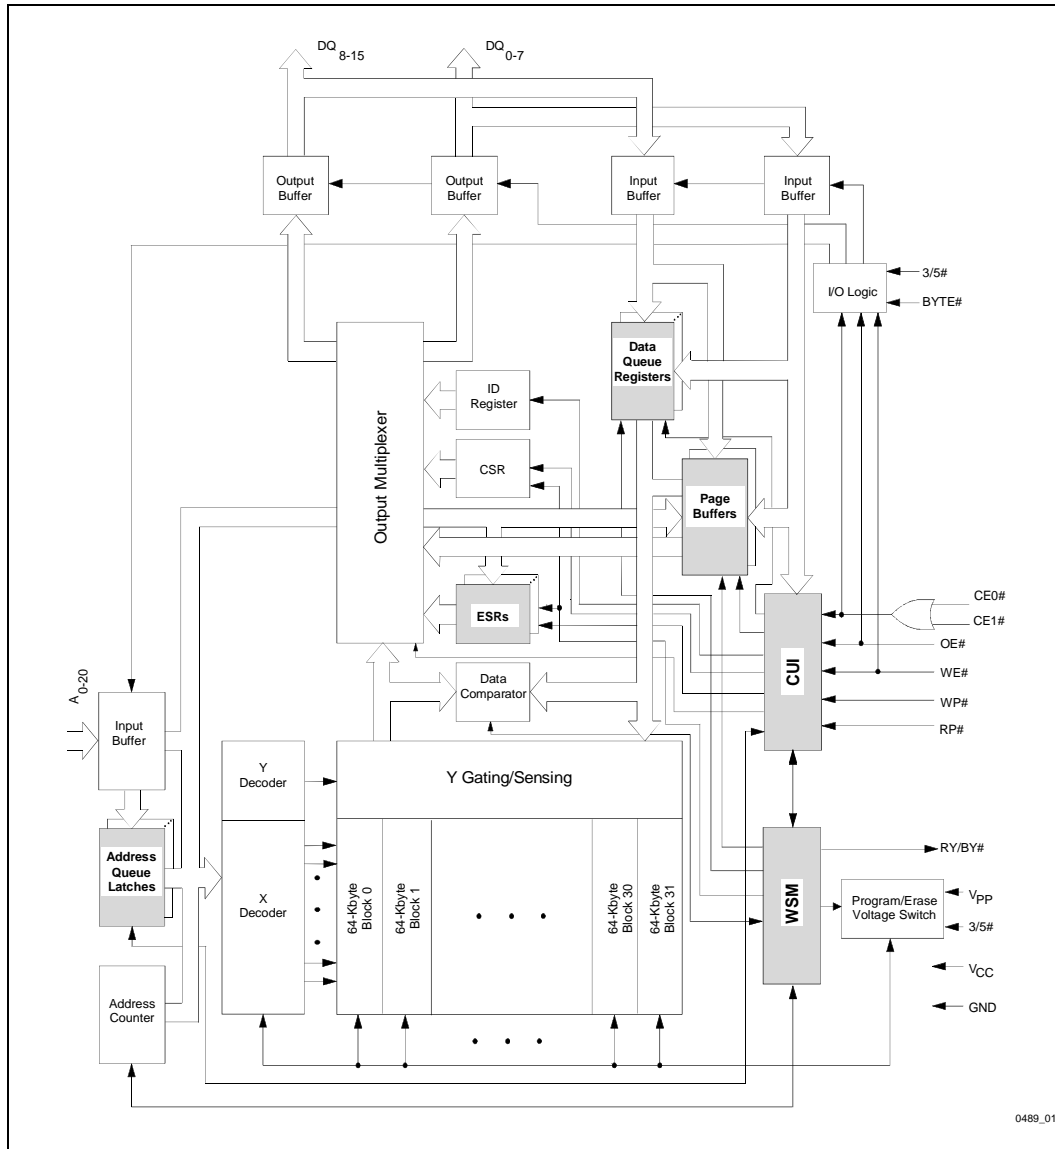 DQ 8-15
DQ 0-7
Output
Buffer
Output
Buffer
Input
Buffer
Input
Buffer
3/5#
I/O Logic
BYTE#
Data
Queue
Registers
ID
Register
Output Multiplexer
CSR
Page
Buffers
ESRs
CE0#
CE1#
OE#
CUI
WE#
WP#
RP#
Data
Comparator
A0-20
Input
Buffer
Y
Decoder
Y Gating/Sensing
Address
Queue
Latches
X
Decoder
64-Kbyte
Block 0
64-Kbyte
Block 1
64-Kbyte
Block 30
64-Kbyte
Block 31
WSM
RY/BY#
Program/Erase
Voltage Switch
VPP
3/5#
VCC
GND
Address
Counter
0489_01